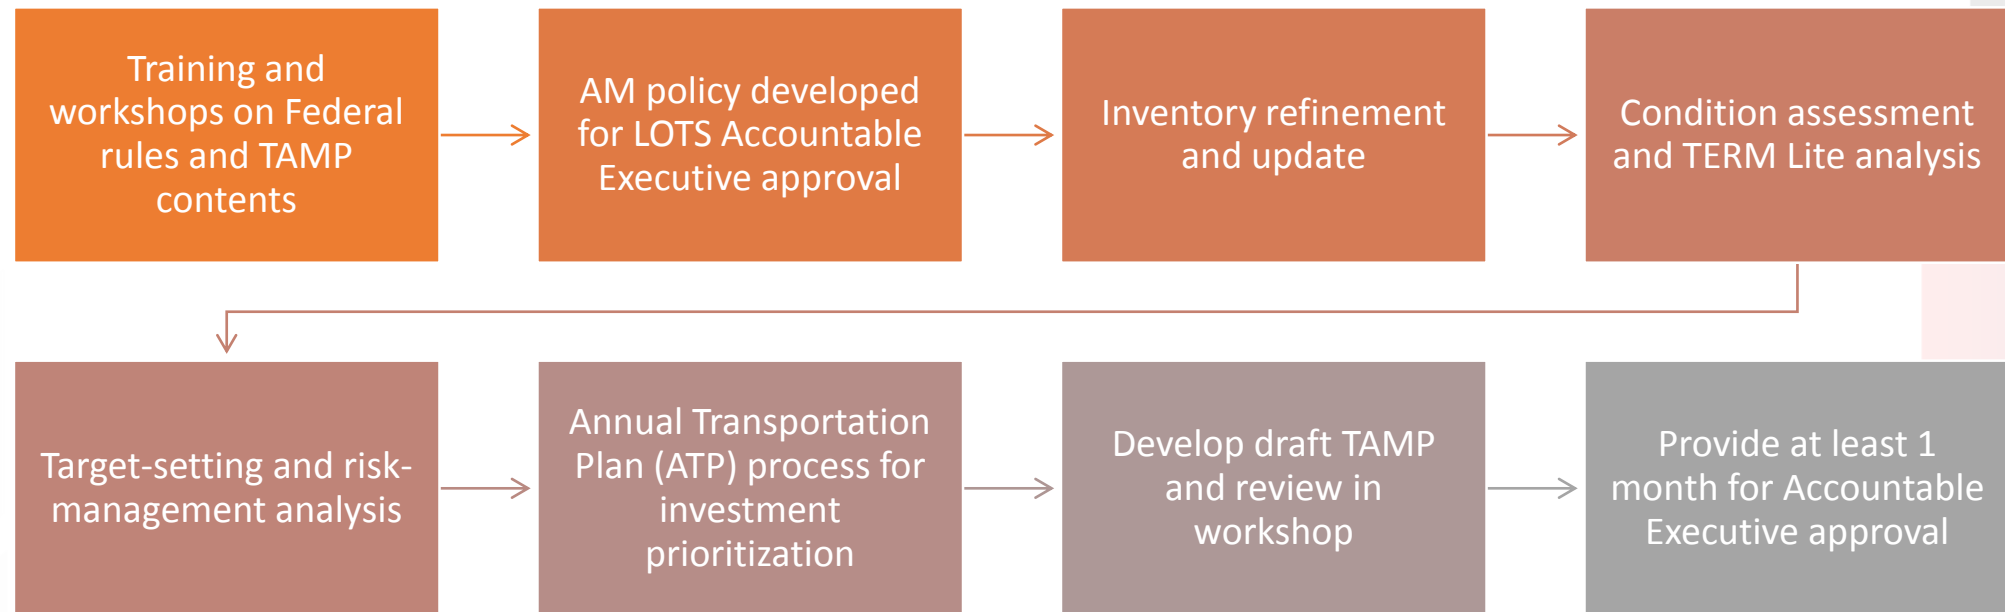 Training and
workshops on Federal
rules and TAMP
contents
AM policy developed
for LOTS Accountable
Executive approval
Inventory refinement
and update
Condition assessment
and TERM Lite analysis
Target-setting and risk-
management analysis
Annual Transportation
Plan (ATP) process for
investment
prioritization
Develop draft TAMP
and review in
workshop
Provide at least 1
month for Accountable
Executive approval